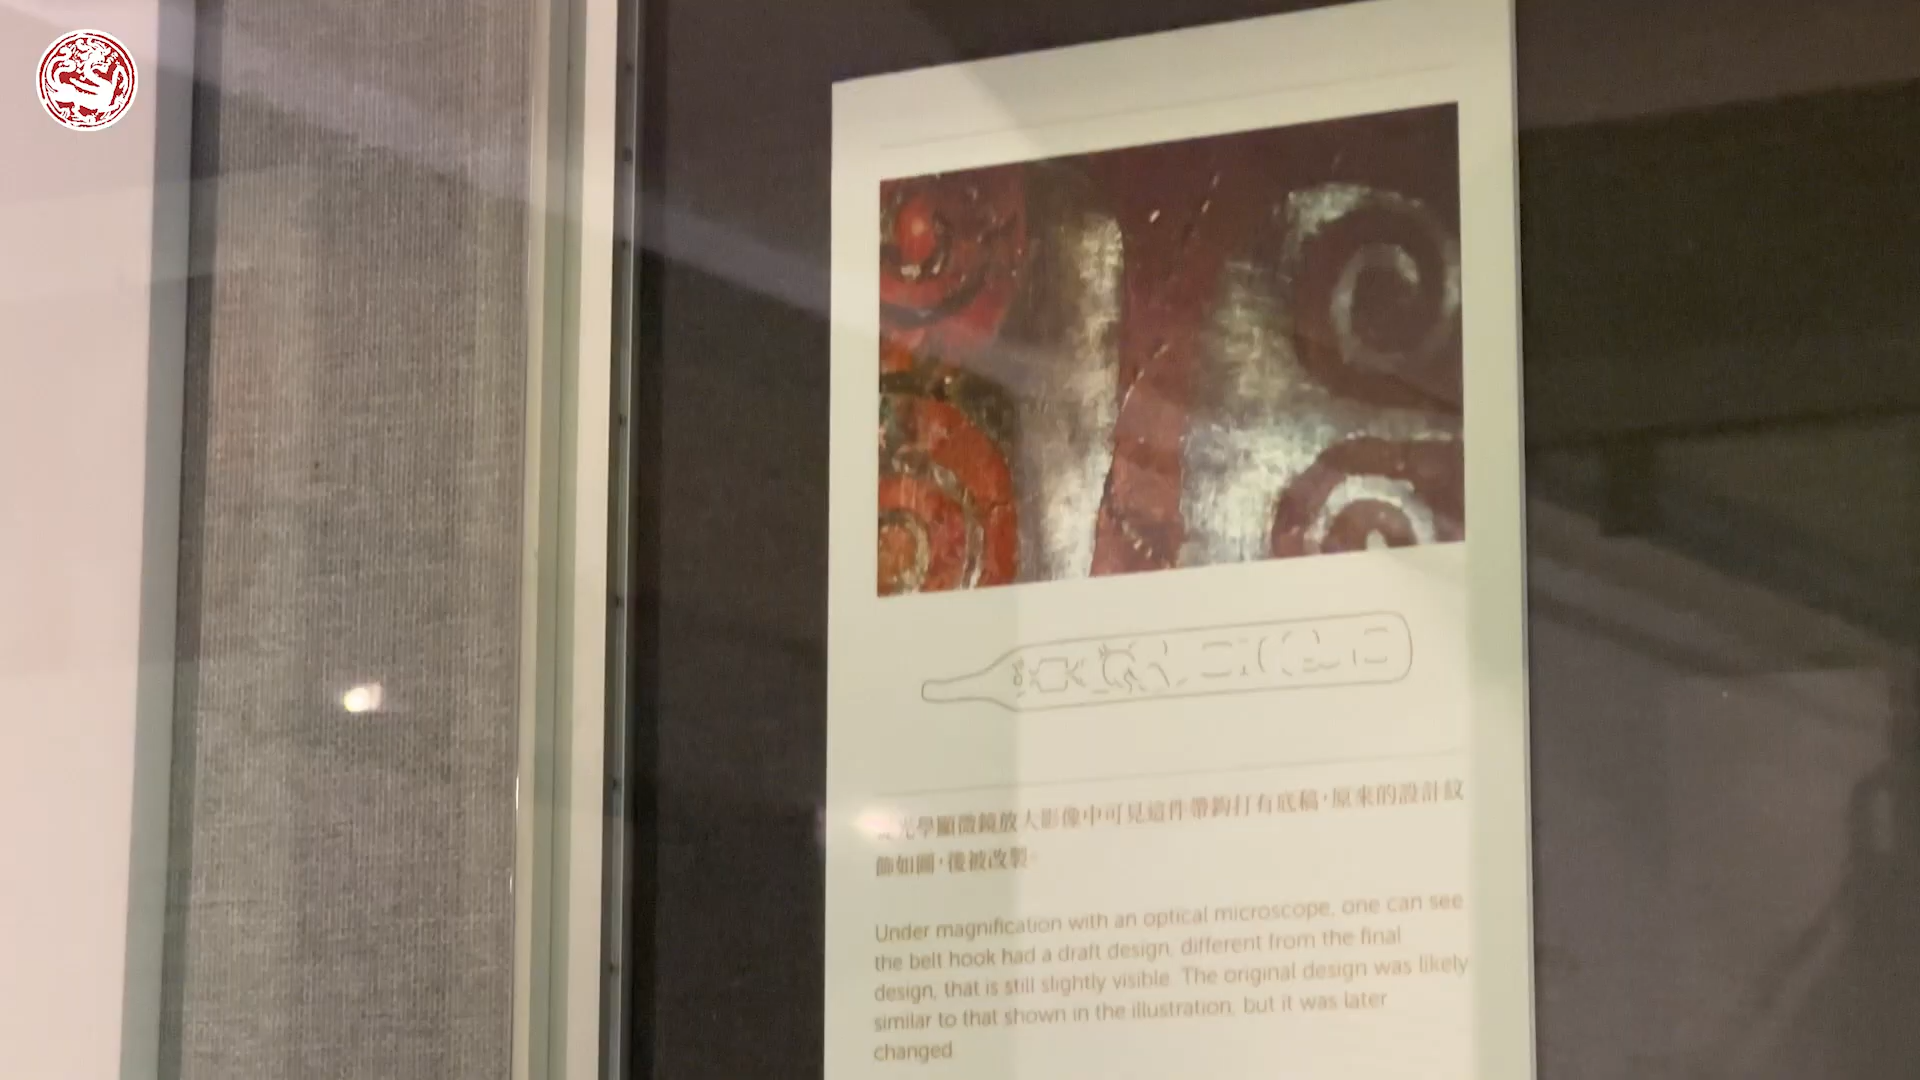 光學顯微鏡放大影像中可見這件帶鉤打有底稿，原來的設計紋
飾如圖，後被改製。
Under magnification with an optical microscope, one can see
the belt hook had a draft design, different from the final
design, that is still slightly visible. The original design was likely
similar to that shown in the illustration, but it was later
changed